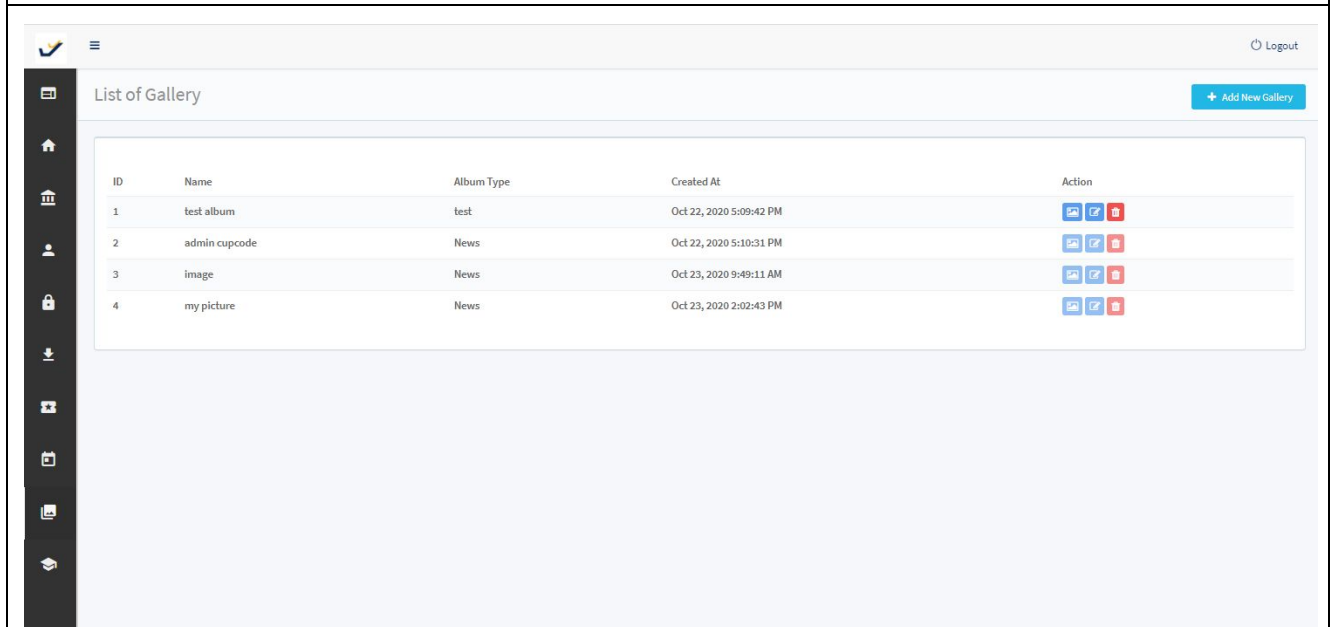 Logout
List of Gallery
+ Add New Gallery
ID Name Album Type Created At Action
1 test album test Oct 22, 2020 5:09:42 PM
2 admin cupcode News Oct 22, 2020 5:10:31 PM
3 image News Oct 23, 2020 9:49:11 AM
4 my picture News Oct 23, 2020 2:02:43 PM